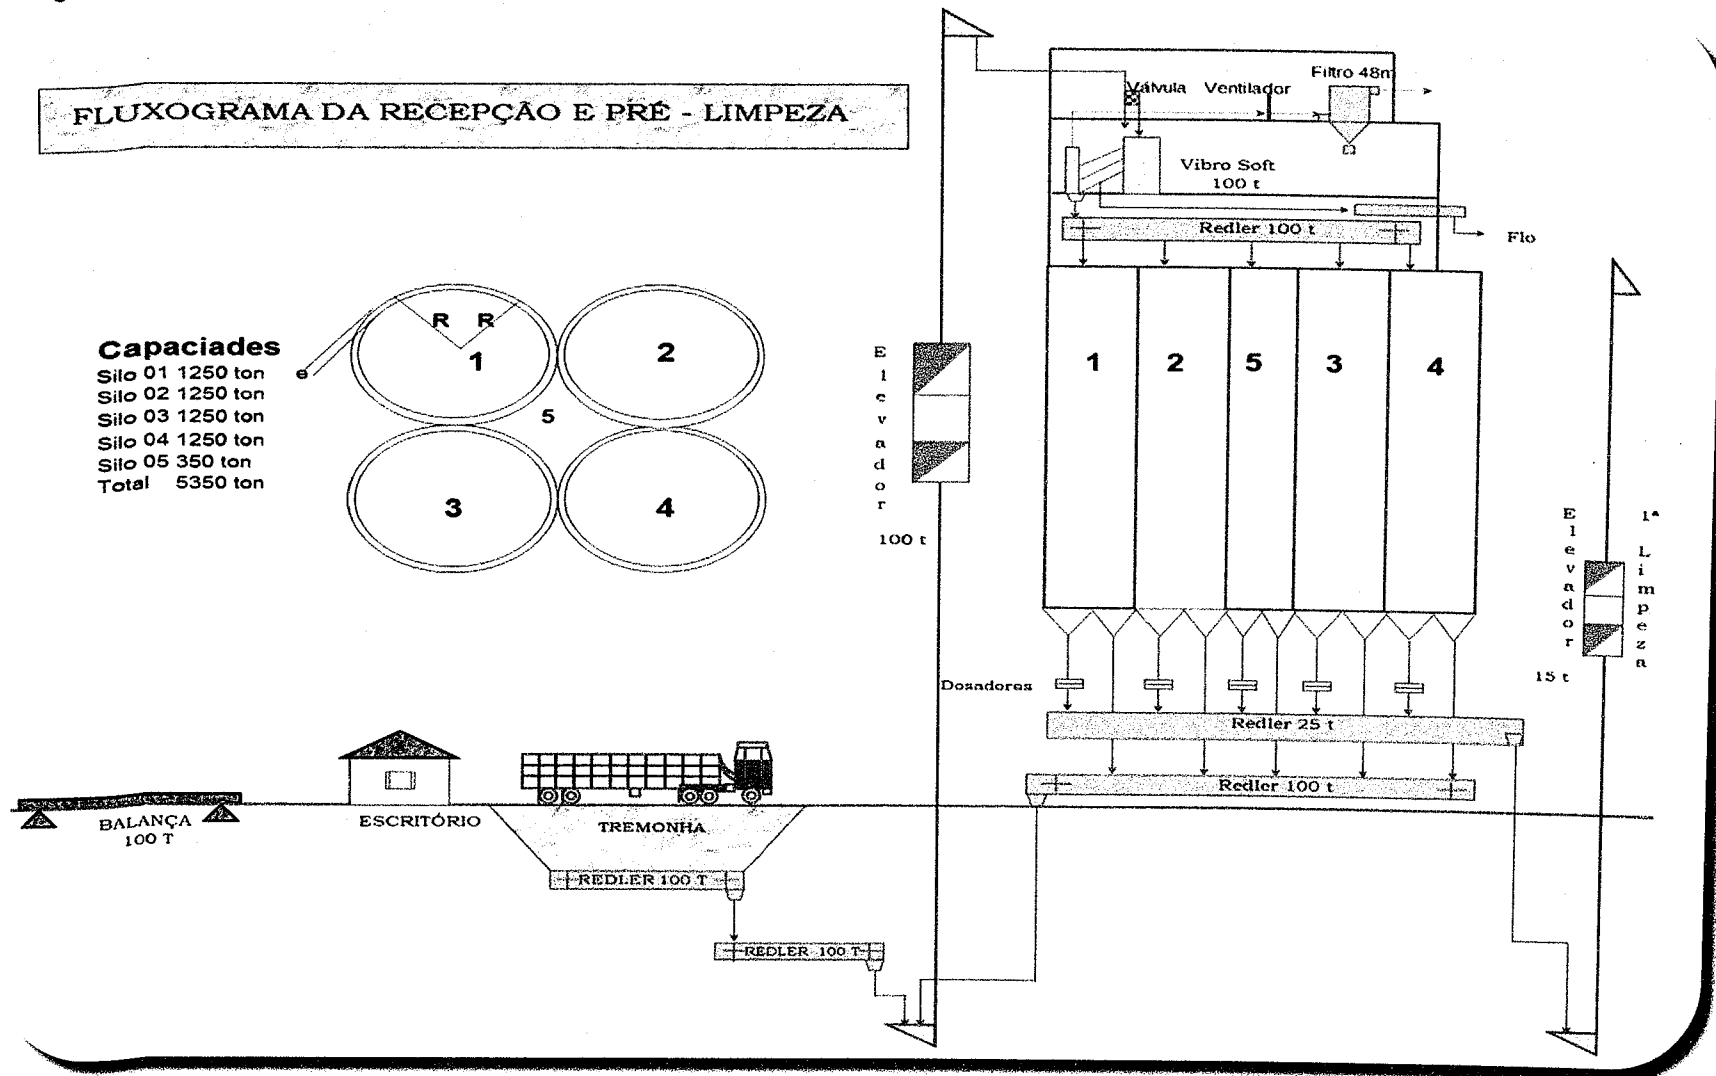 FLUXOGRAMA DA RECEPÇÃO E PRÉ - LIMPEZA
Filtro 48m
Válvula Ventilador
Vibro Soft
100 t
Redler 100 t
Flo
Capaciades
Silo 01 1250 ton
Silo 02 1250 ton
Silo 03 1250 ton
Silo 04 1250 ton
Silo 05 350 ton
Total 5350 ton
R R
1
2
5
3
4
Elevador
100 t
1
2
5
3
4
Elevador
15 t
1ª Limpeza
Dosadores
Redler 25 t
Redler 100 t
BALANÇA
100 T
ESCRITÓRIO
TREMONHA
REDLER 100 T
REDLER 100 T